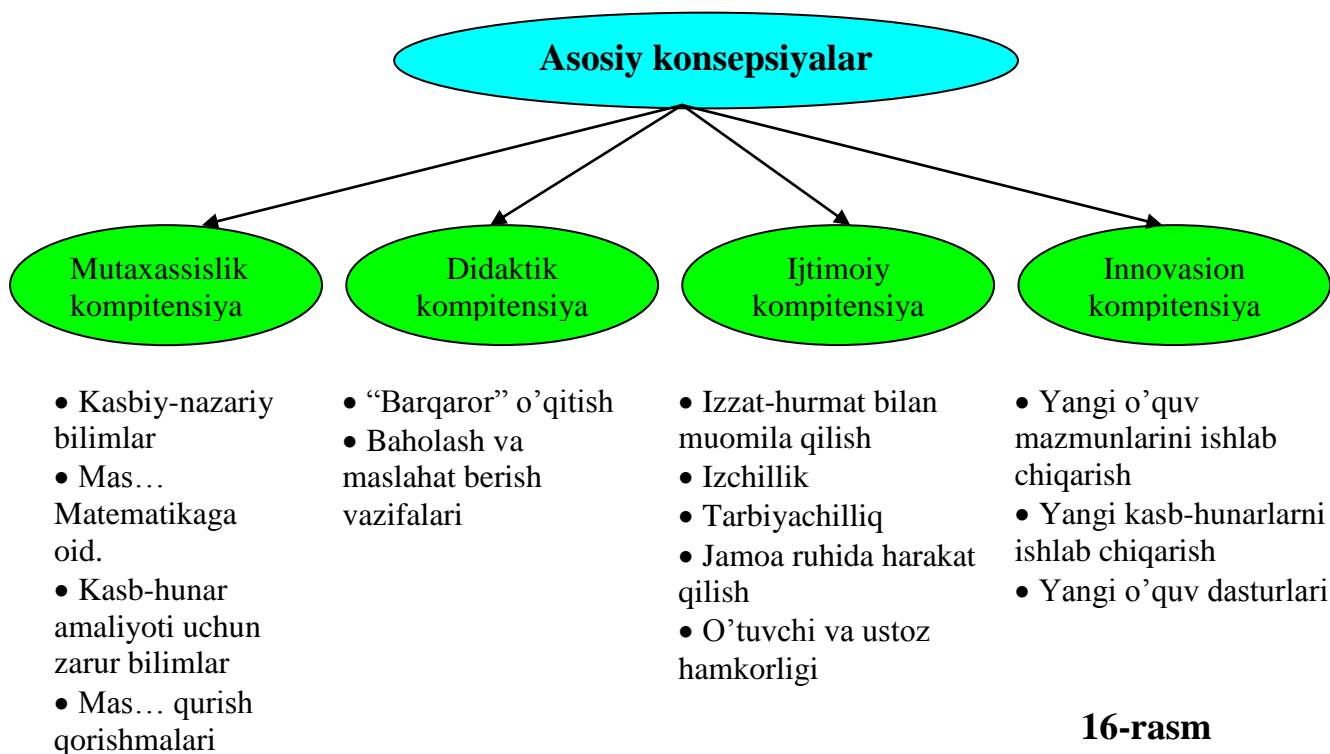 Asosiy konsepsiyalar
Mutaxassislik
kompitensiya
Didaktik
kompitensiya
Ijtimoiy
kompitensiya
Innovasion
kompitensiya
• Kasbiy-nazariy
bilimlar
• Mas…
Matematikaga
oid.
• Kasb-hunar
amaliyoti uchun
zarur bilimlar
• Mas… qurish
qorishmalari
• “Barqaror” o’qitish
• Baholash va
maslahat berish
vazifalari
• Izzat-hurmat bilan
muomila qilish
• Izchillik
• Tarbiyachilliq
• Jamoa ruhida harakat
qilish
• O’tuvchi va ustoz
hamkorligi
• Yangi o’quv
mazmunlarini ishlab
chiqarish
• Yangi kasb-hunarlarni
ishlab chiqarish
• Yangi o’quv dasturlari
16-rasm